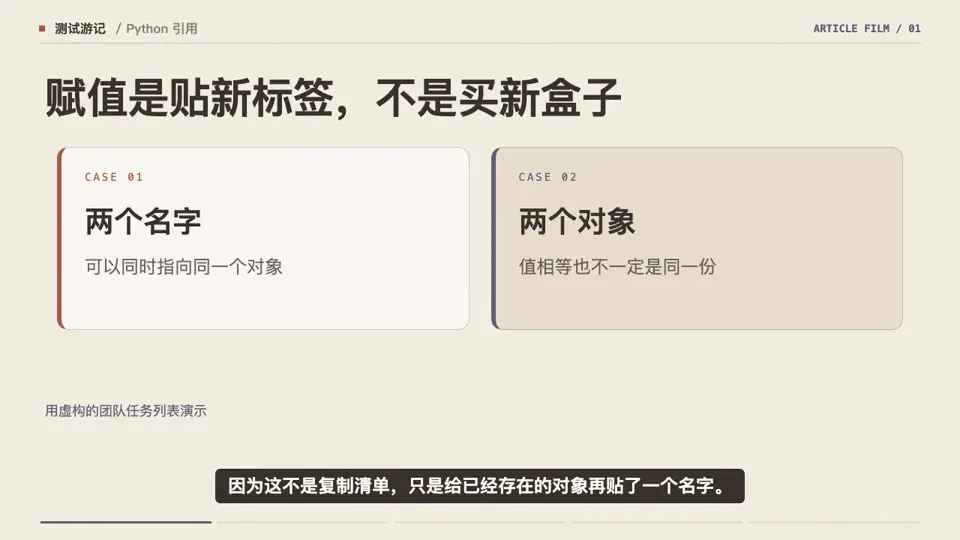 测试游记 / Python 引用
ARTICLE FILM / 01
赋值是贴新标签，不是买新盒子
CASE 01
两个名字
可以同时指向同一个对象
CASE 02
两个对象
值相等也不一定是同一份
用虚构的团队任务列表演示
因为这不是复制清单，只是给已经存在的对象再贴了一个名字。